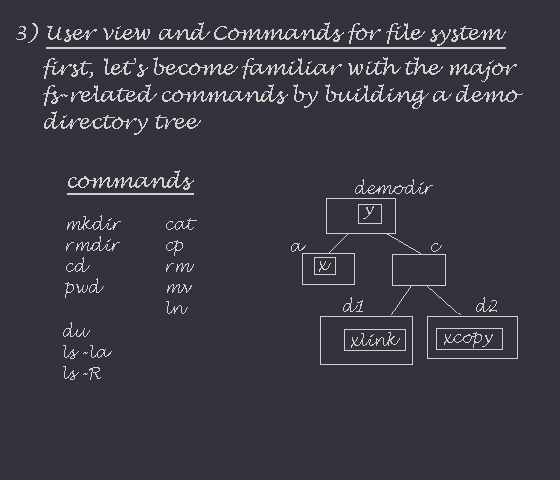 3) User view and Commands for file system
first, let's become familiar with the major
fs-related commands by building a demo
directory tree
commands
mkdir cat
rmdir cp
cd rm
pwd mv
ln
du
ls -la
ls -R
demodir
y
a c
x
d1 d2
xlink xcopy